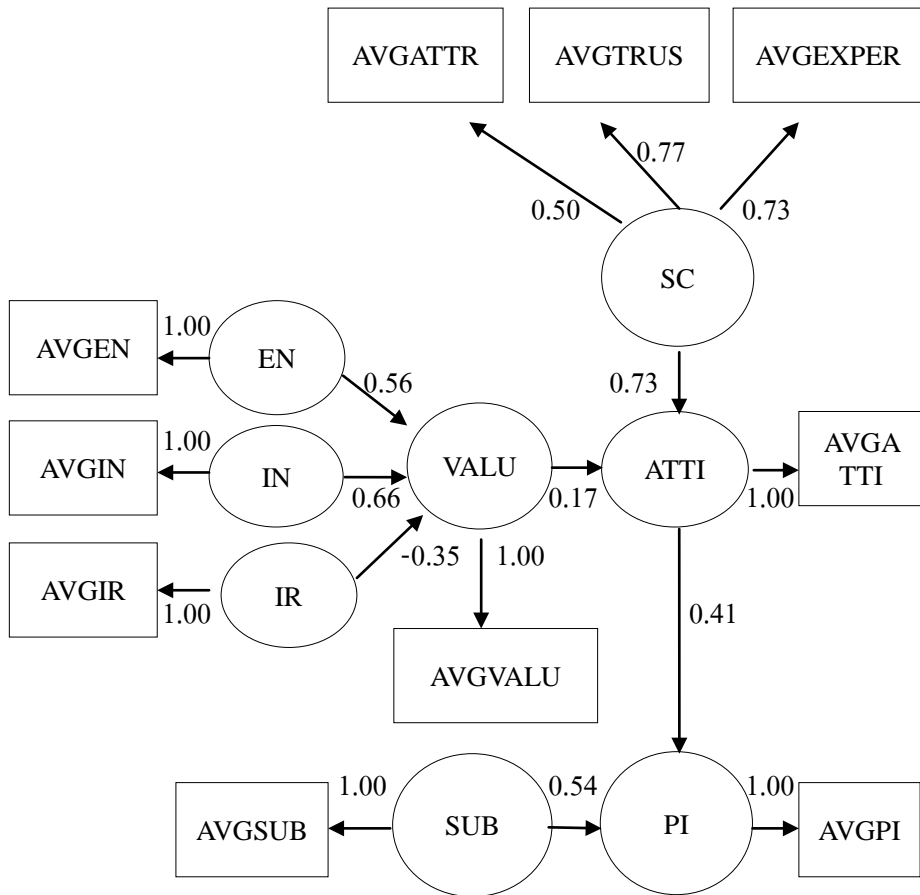 AVGATTR
AVGTRUS
AVGEXPER
0.77
0.50
0.73
SC
1.00
AVGEN
EN
0.56
0.73
1.00
AVGIN
IN
0.66
VALU
0.17
ATTI
1.00
AVGA
TTI
AVGIR
1.00
IR
-0.35
1.00
0.41
AVGVALU
1.00
0.54
1.00
AVGSUB
SUB
PI
AVGPI